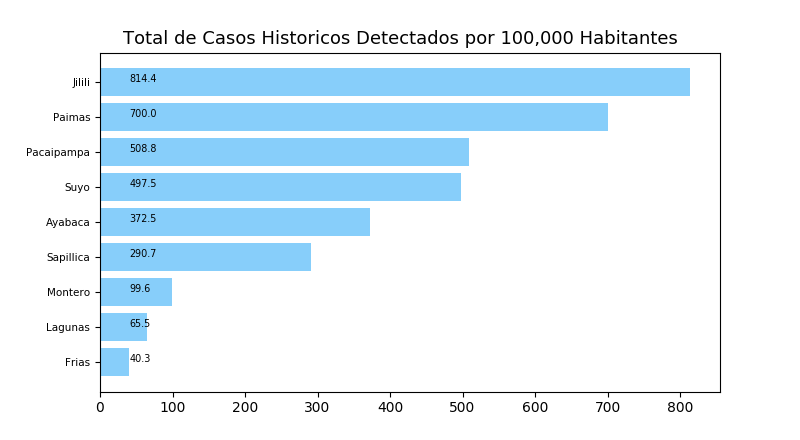 Total de Casos Historicos Detectados por 100,000 Habitantes
Jilili 814.4
Paimas 700.0
Pacaipampa 508.8
Suyo 497.5
Ayabaca 372.5
Sapillica 290.7
Montero 99.6
Lagunas 65.5
Frias 40.3
0 100 200 300 400 500 600 700 800